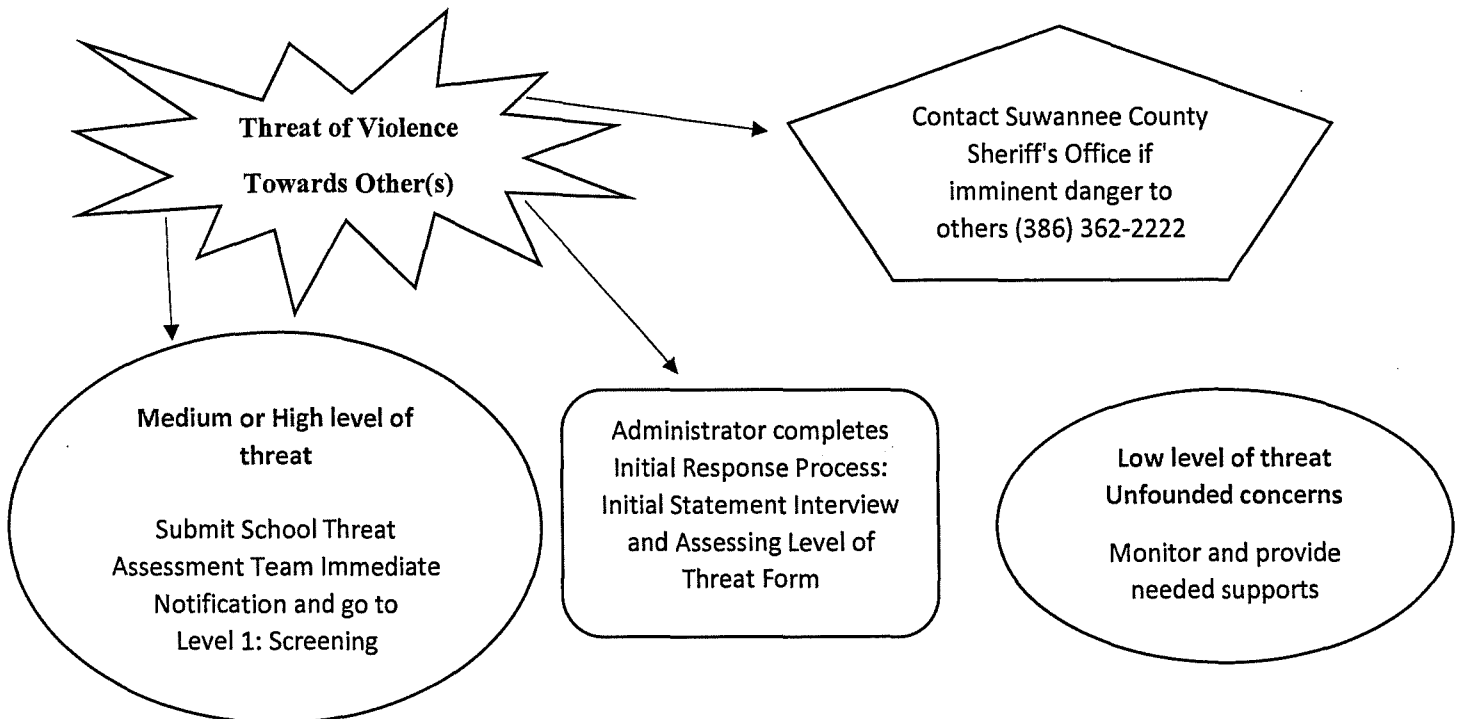 Threat of Violence
Towards Other(s)
Contact Suwannee County
Sheriff's Office if
imminent danger to
others (386) 362-2222
Medium or High level of
threat
Submit School Threat
Assessment Team Immediate
Notification and go to
Level 1: Screening
Administrator completes
Initial Response Process:
Initial Statement Interview
and Assessing Level of
Threat Form
Low level of threat
Unfounded concerns
Monitor and provide
needed supports